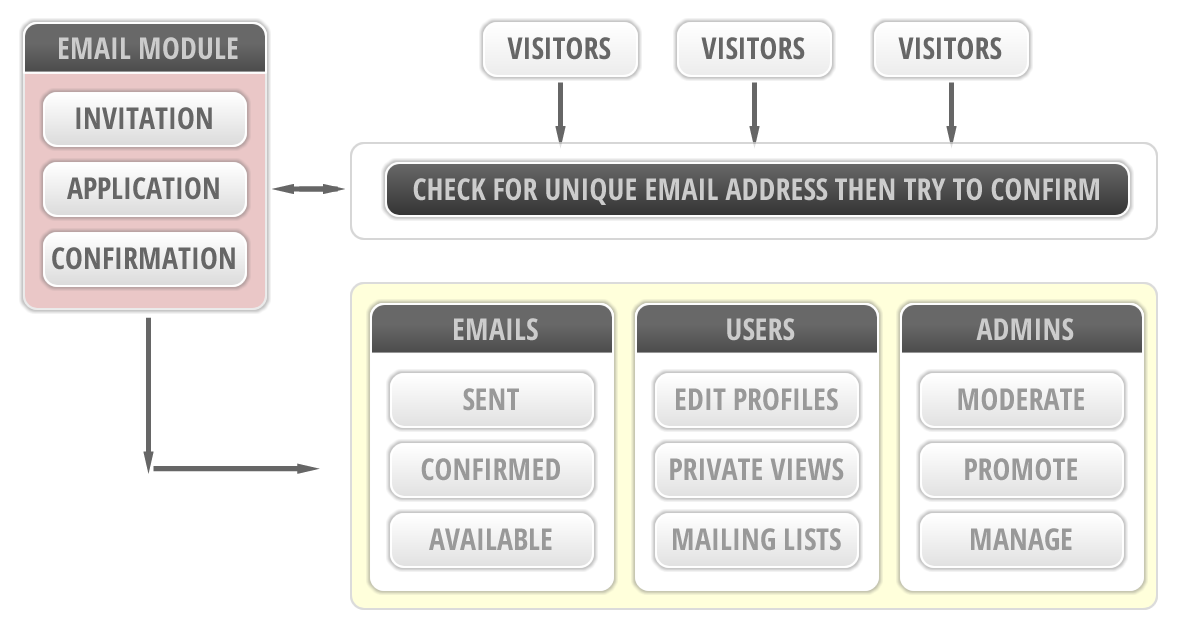 EMAIL MODULE
INVITATION
APPLICATION
CONFIRMATION
VISITORS
VISITORS
VISITORS
CHECK FOR UNIQUE EMAIL ADDRESS THEN TRY TO CONFIRM
EMAILS
SENT
CONFIRMED
AVAILABLE
USERS
EDIT PROFILES
PRIVATE VIEWS
MAILING LISTS
ADMINS
MODERATE
PROMOTE
MANAGE